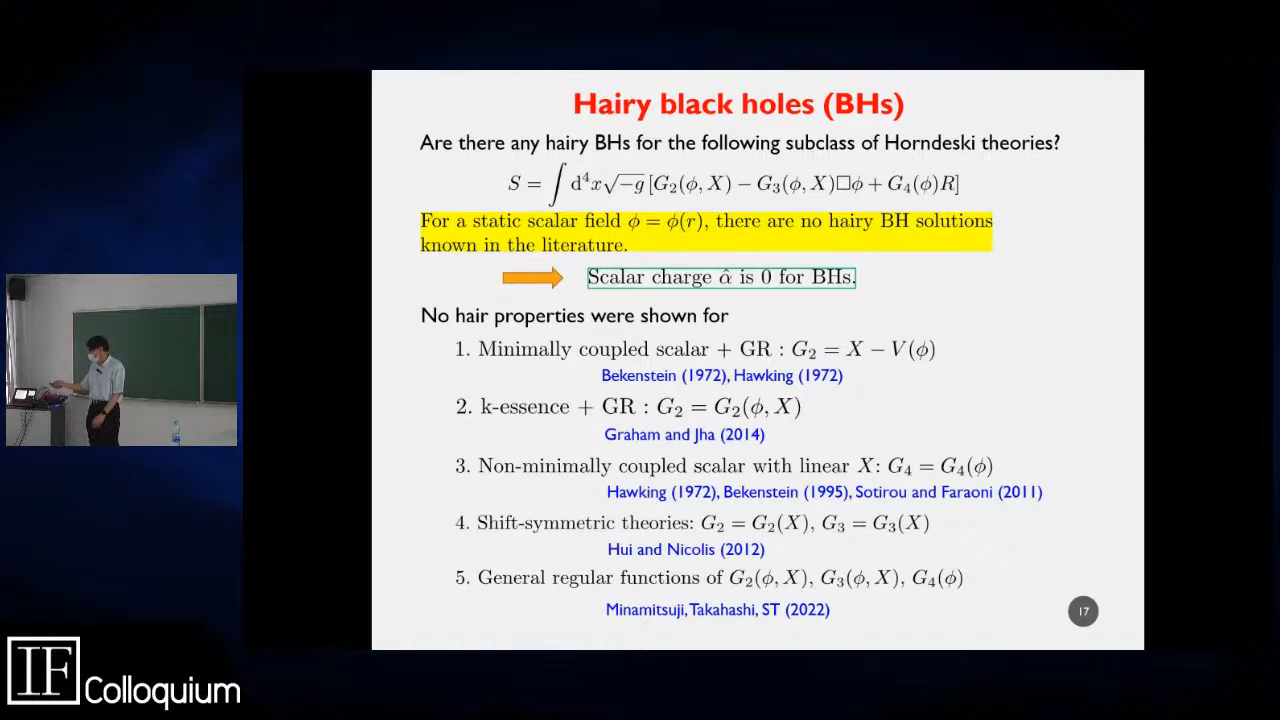 Hairy black holes (BHs)
Are there any hairy BHs for the following subclass of Horndeski theories?
S = ∫ d⁴x√−g [G₂(ϕ, X) − G₃(ϕ, X)□ϕ + G₄(ϕ)R]
For a static scalar field ϕ = ϕ(r), there are no hairy BH solutions
known in the literature.
Scalar charge α̂ is 0 for BHs.
No hair properties were shown for
1. Minimally coupled scalar + GR : G₂ = X − V(ϕ)
Bekenstein (1972), Hawking (1972)
2. k-essence + GR : G₂ = G₂(ϕ, X)
Graham and Jha (2014)
3. Non-minimally coupled scalar with linear X: G₄ = G₄(ϕ)
Hawking (1972), Bekenstein (1995), Sotirou and Faraoni (2011)
4. Shift-symmetric theories: G₂ = G₂(X), G₃ = G₃(X)
Hui and Nicolis (2012)
5. General regular functions of G₂(ϕ, X), G₃(ϕ, X), G₄(ϕ)
Minamitsuji, Takahashi, ST (2022)
17
IF Colloquium